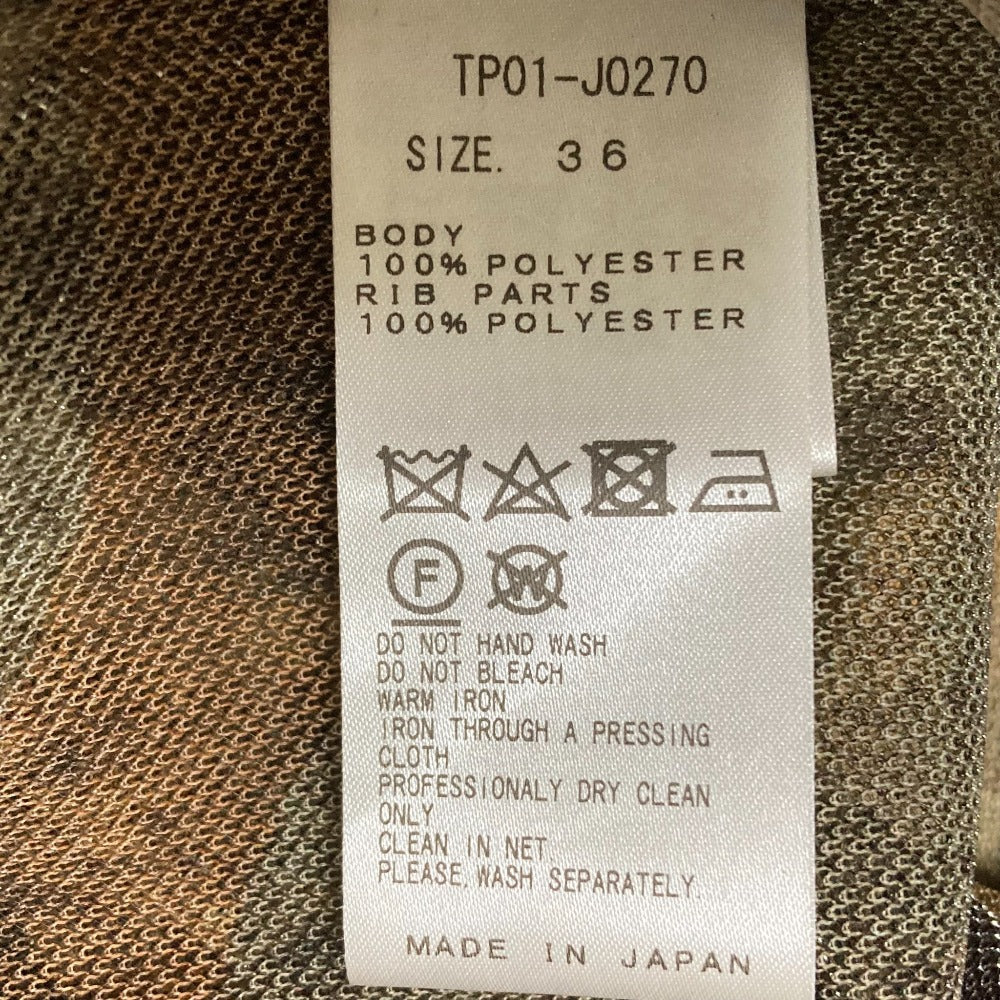 TP01-J0270
SIZE. 36
BODY
100% POLYESTER
RIB PARTS
100% POLYESTER
F W
DO NOT HAND WASH
DO NOT BLEACH
WARM IRON
IRON THROUGH A PRESSING
CLOTH
PROFESSIONALY DRY CLEAN
ONLY
CLEAN IN NET
PLEASE, WASH SEPARATELY.
MADE IN JAPAN